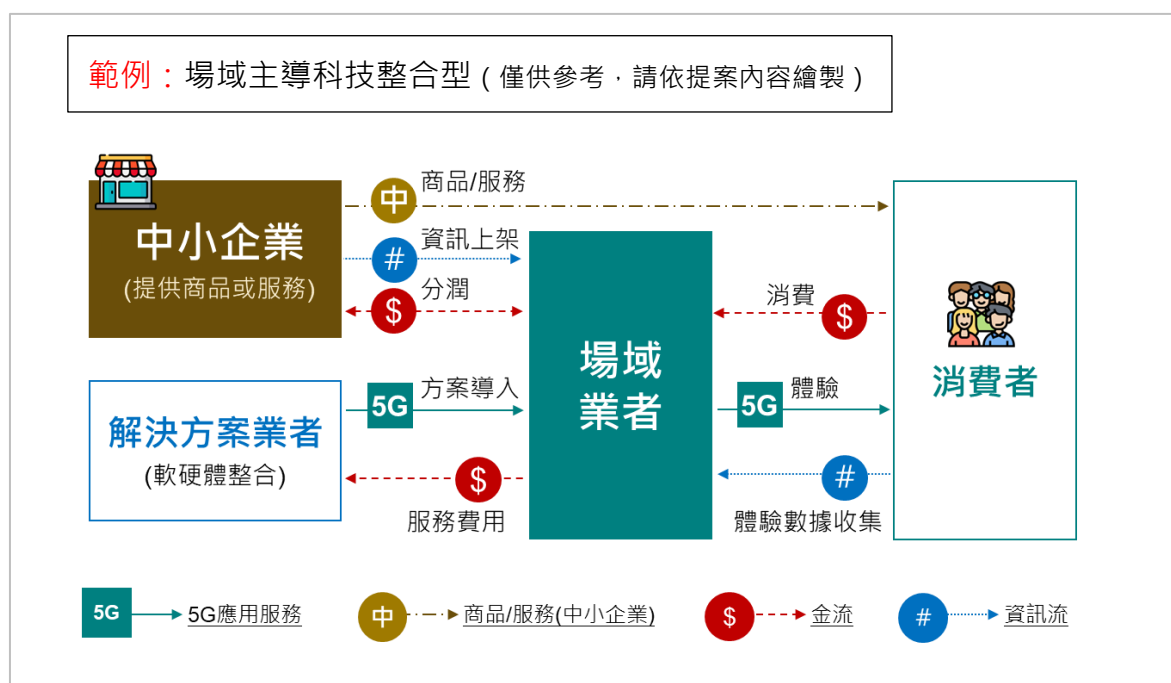 範例：場域主導科技整合型（僅供參考，請依提案內容繪製）
中小企業
(提供商品或服務)
中
商品/服務
#
資訊上架
$
分潤
解決方案業者
(軟硬體整合)
5G
方案導入
$
服務費用
場域
業者
消費
$
5G
體驗
#
體驗數據收集
消費者
5G
5G應用服務
中
商品/服務(中小企業)
$
金流
#
資訊流